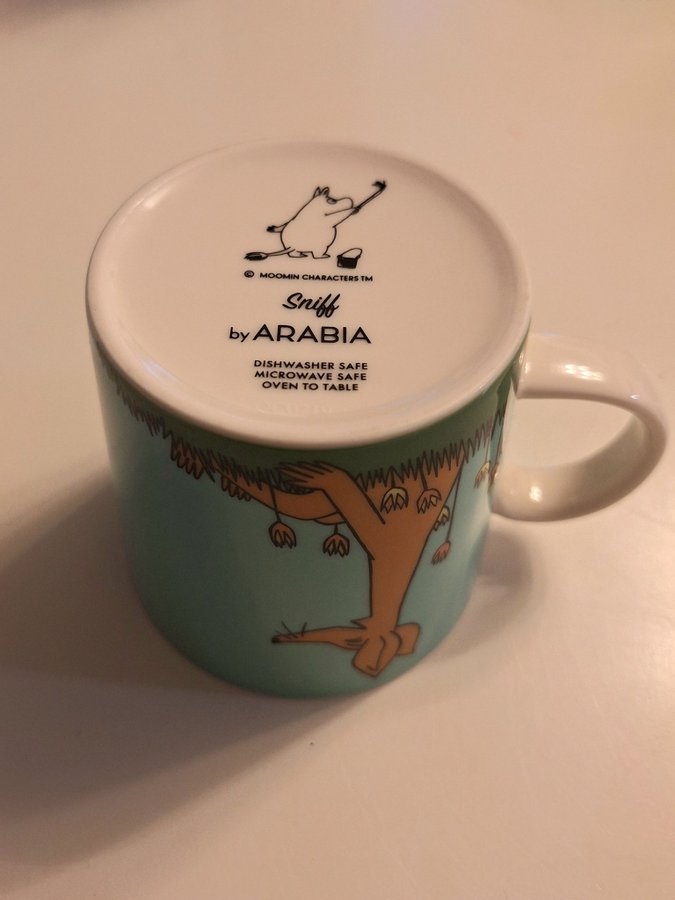 © MOOMIN CHARACTERS TM
Sniff
by ARABIA
DISHWASHER SAFE
MICROWAVE SAFE
OVEN TO TABLE